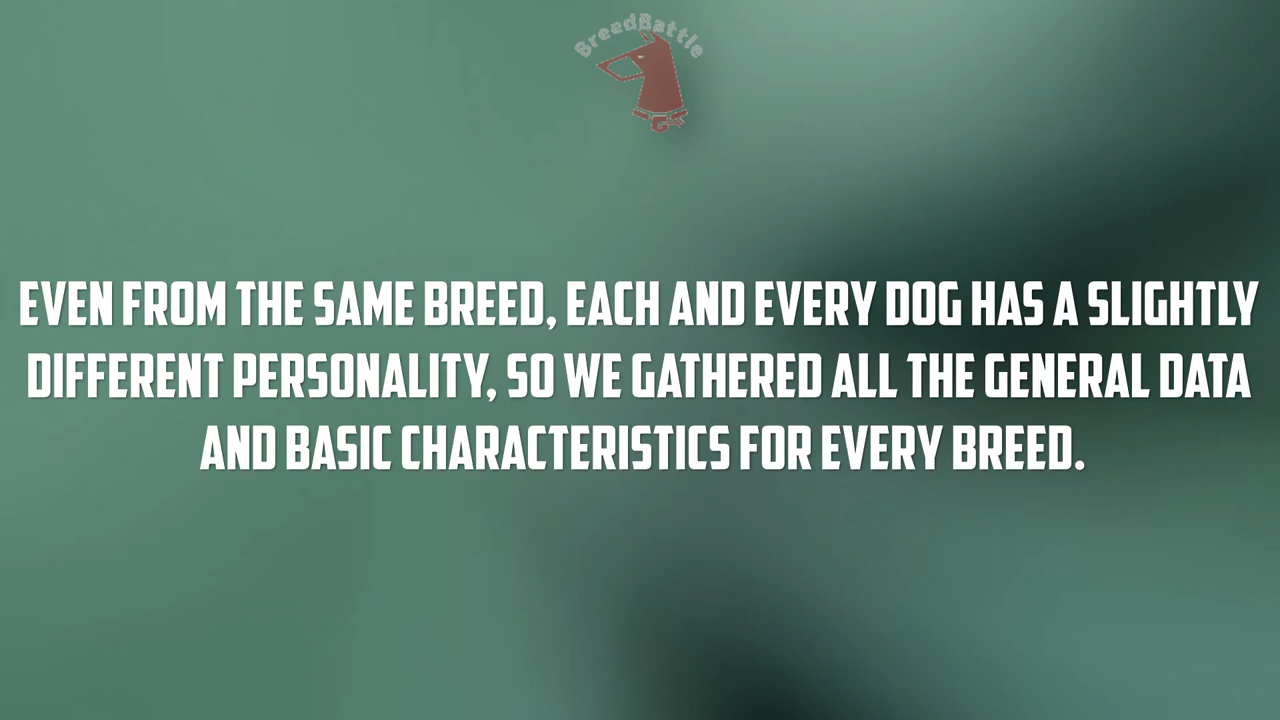 BreedBattle
EVEN FROM THE SAME BREED, EACH AND EVERY DOG HAS A SLIGHTLY
DIFFERENT PERSONALITY, SO WE GATHERED ALL THE GENERAL DATA
AND BASIC CHARACTERISTICS FOR EVERY BREED.